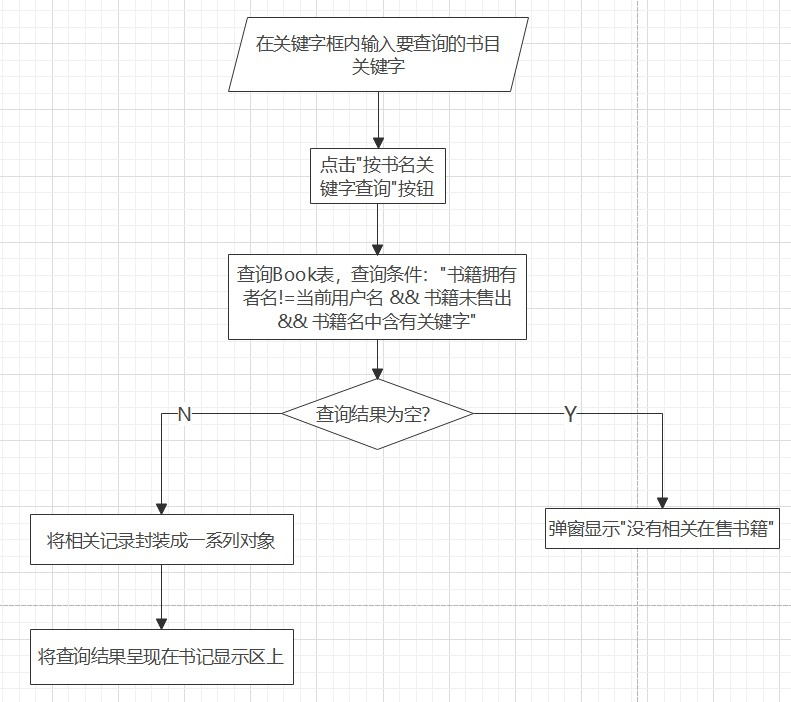 在关键字框内输入要查询的书目
关键字
点击"按书名关
键字查询"按钮
查询Book表，查询条件："书籍拥有
者名!=当前用户名 && 书籍未售出
&& 书籍名中含有关键字"
查询结果为空?
N
Y
将相关记录封装成一系列对象
弹窗显示"没有相关在售书籍"
将查询结果呈现在书记显示区上